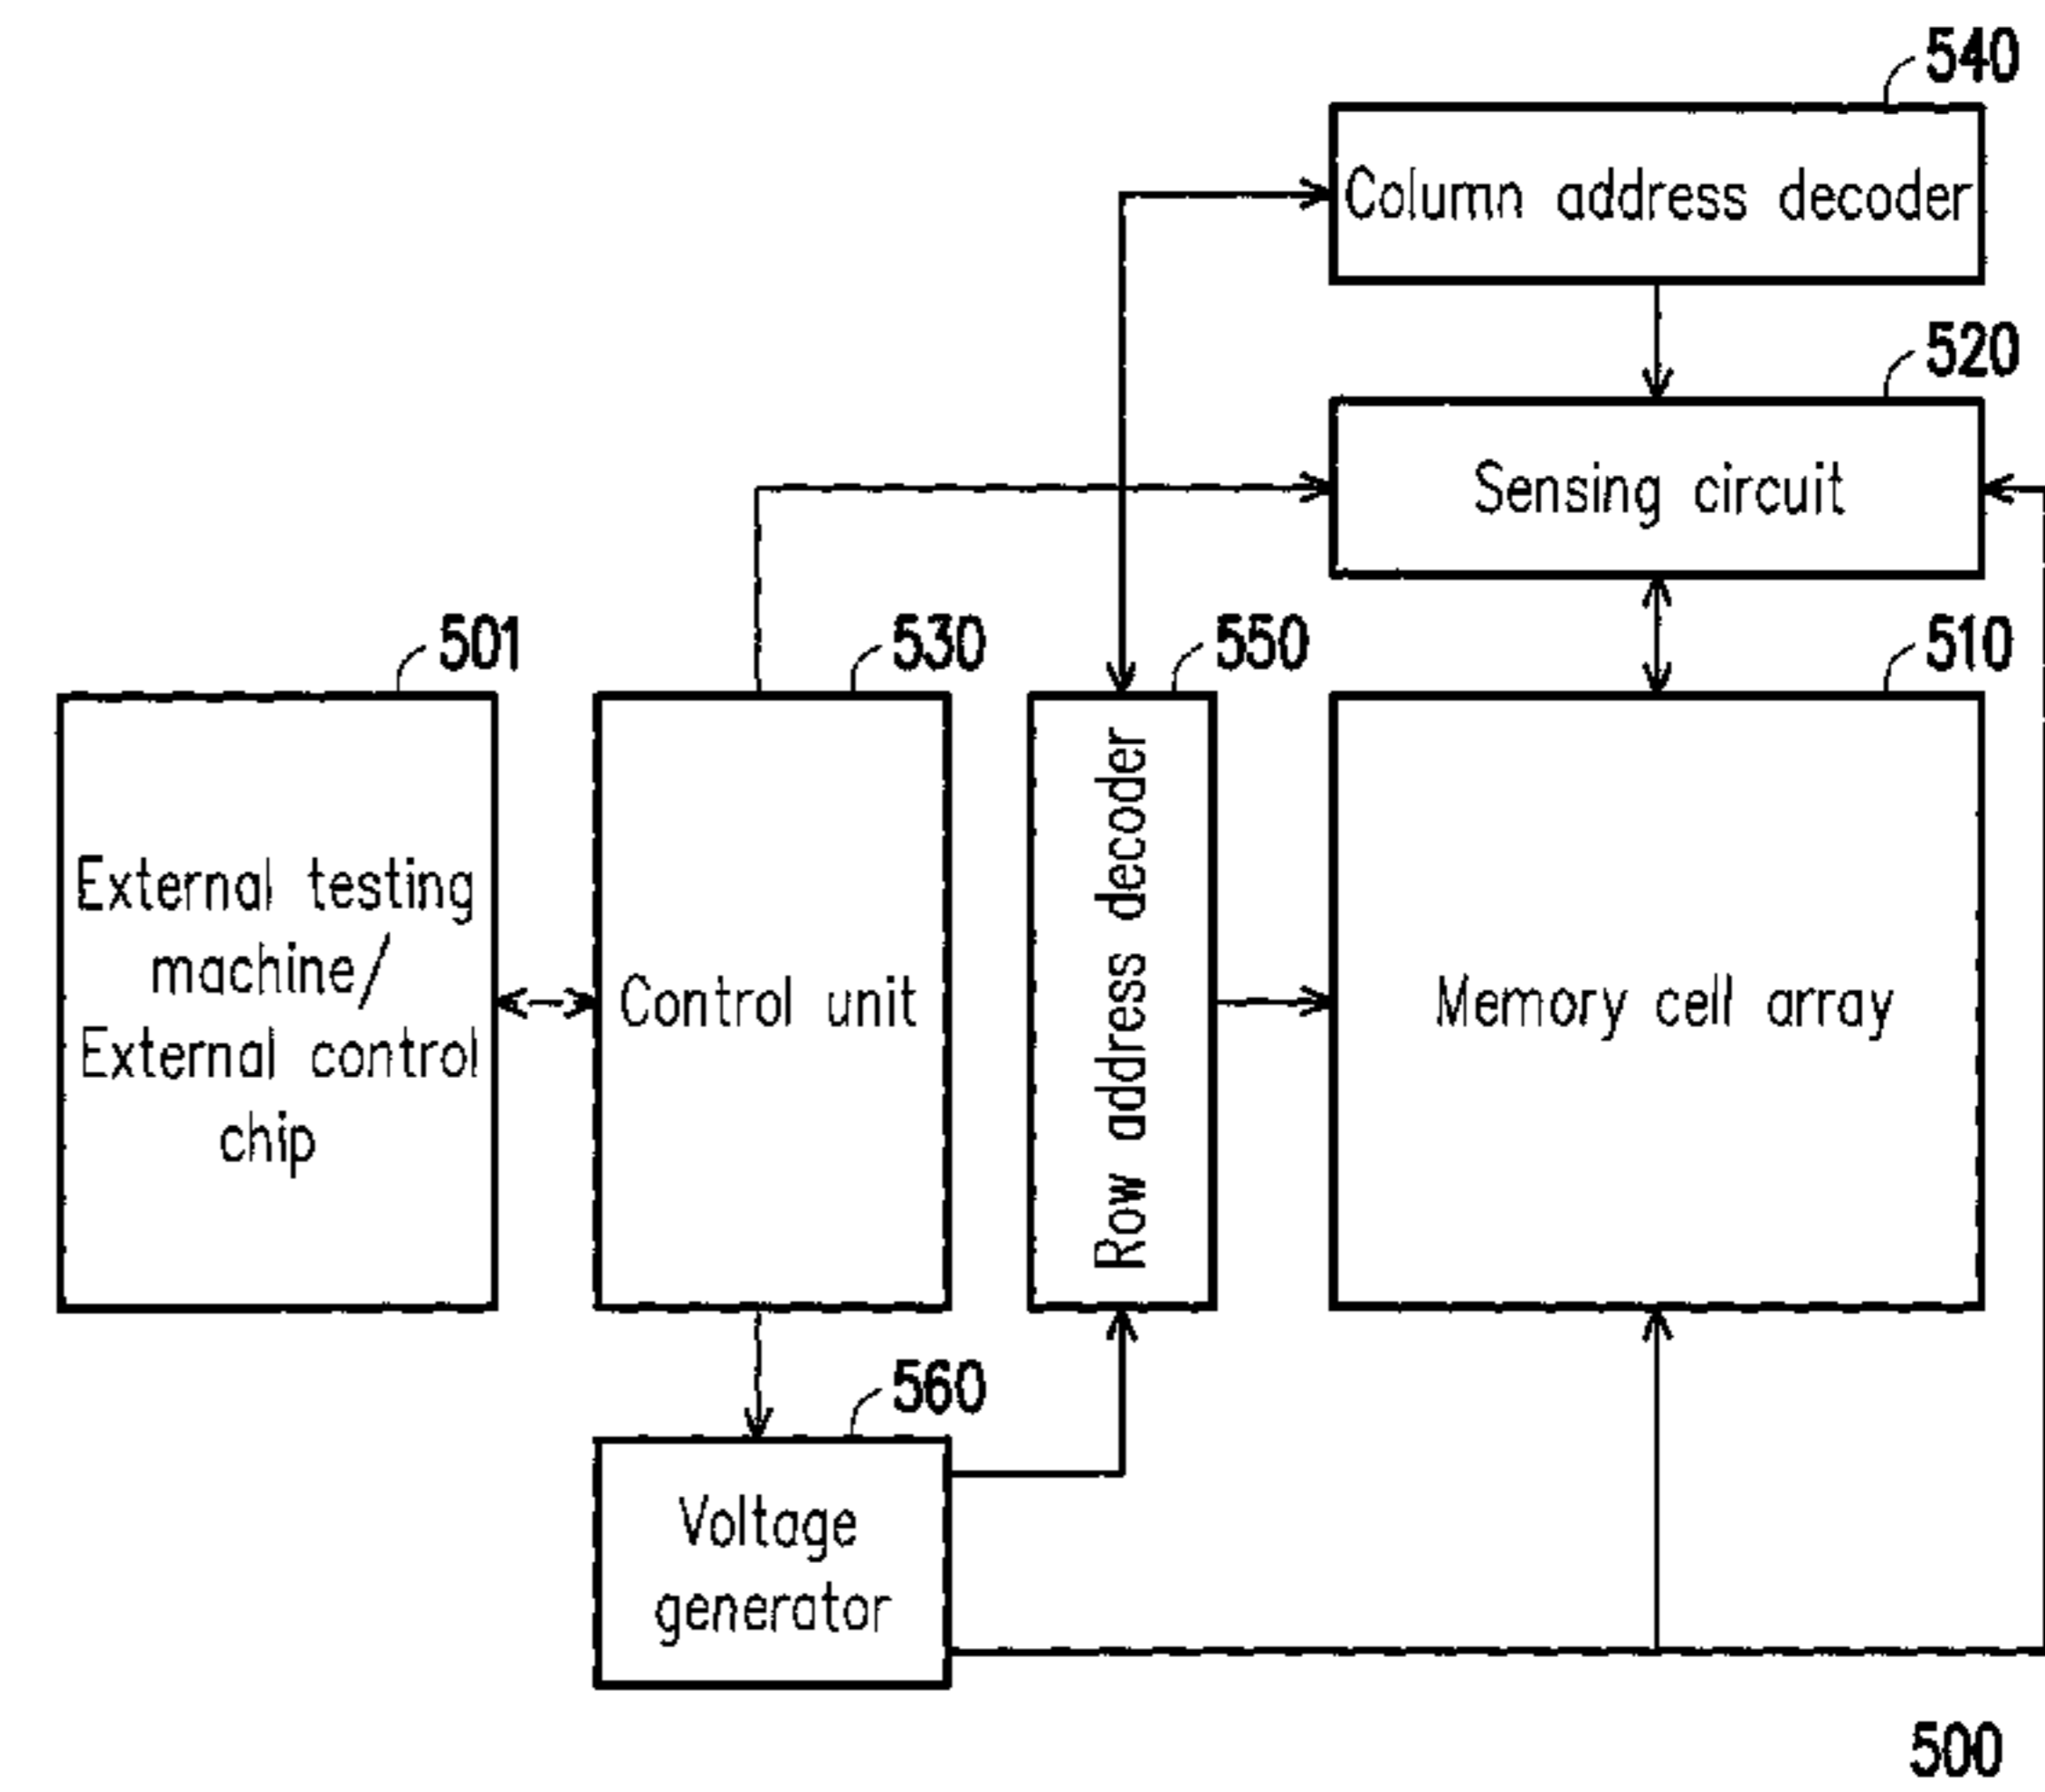 540
Column address decoder
520
Sensing circuit
501
530
550
510
External testing
machine/
External control
chip
Control unit
Row address decoder
Memory cell array
560
Voltage
generator
500